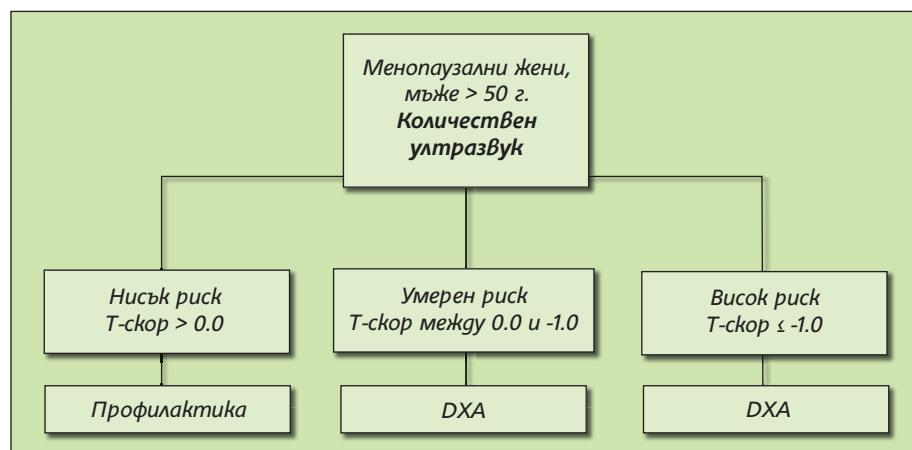 Менопаузални жени,
мъже > 50 г.
Количествен
ултразвук
Нисък риск
Т-скор > 0.0
Умерен риск
Т-скор между 0.0 и -1.0
Висок риск
Т-скор ≤ -1.0
Профилактика
DXA
DXA